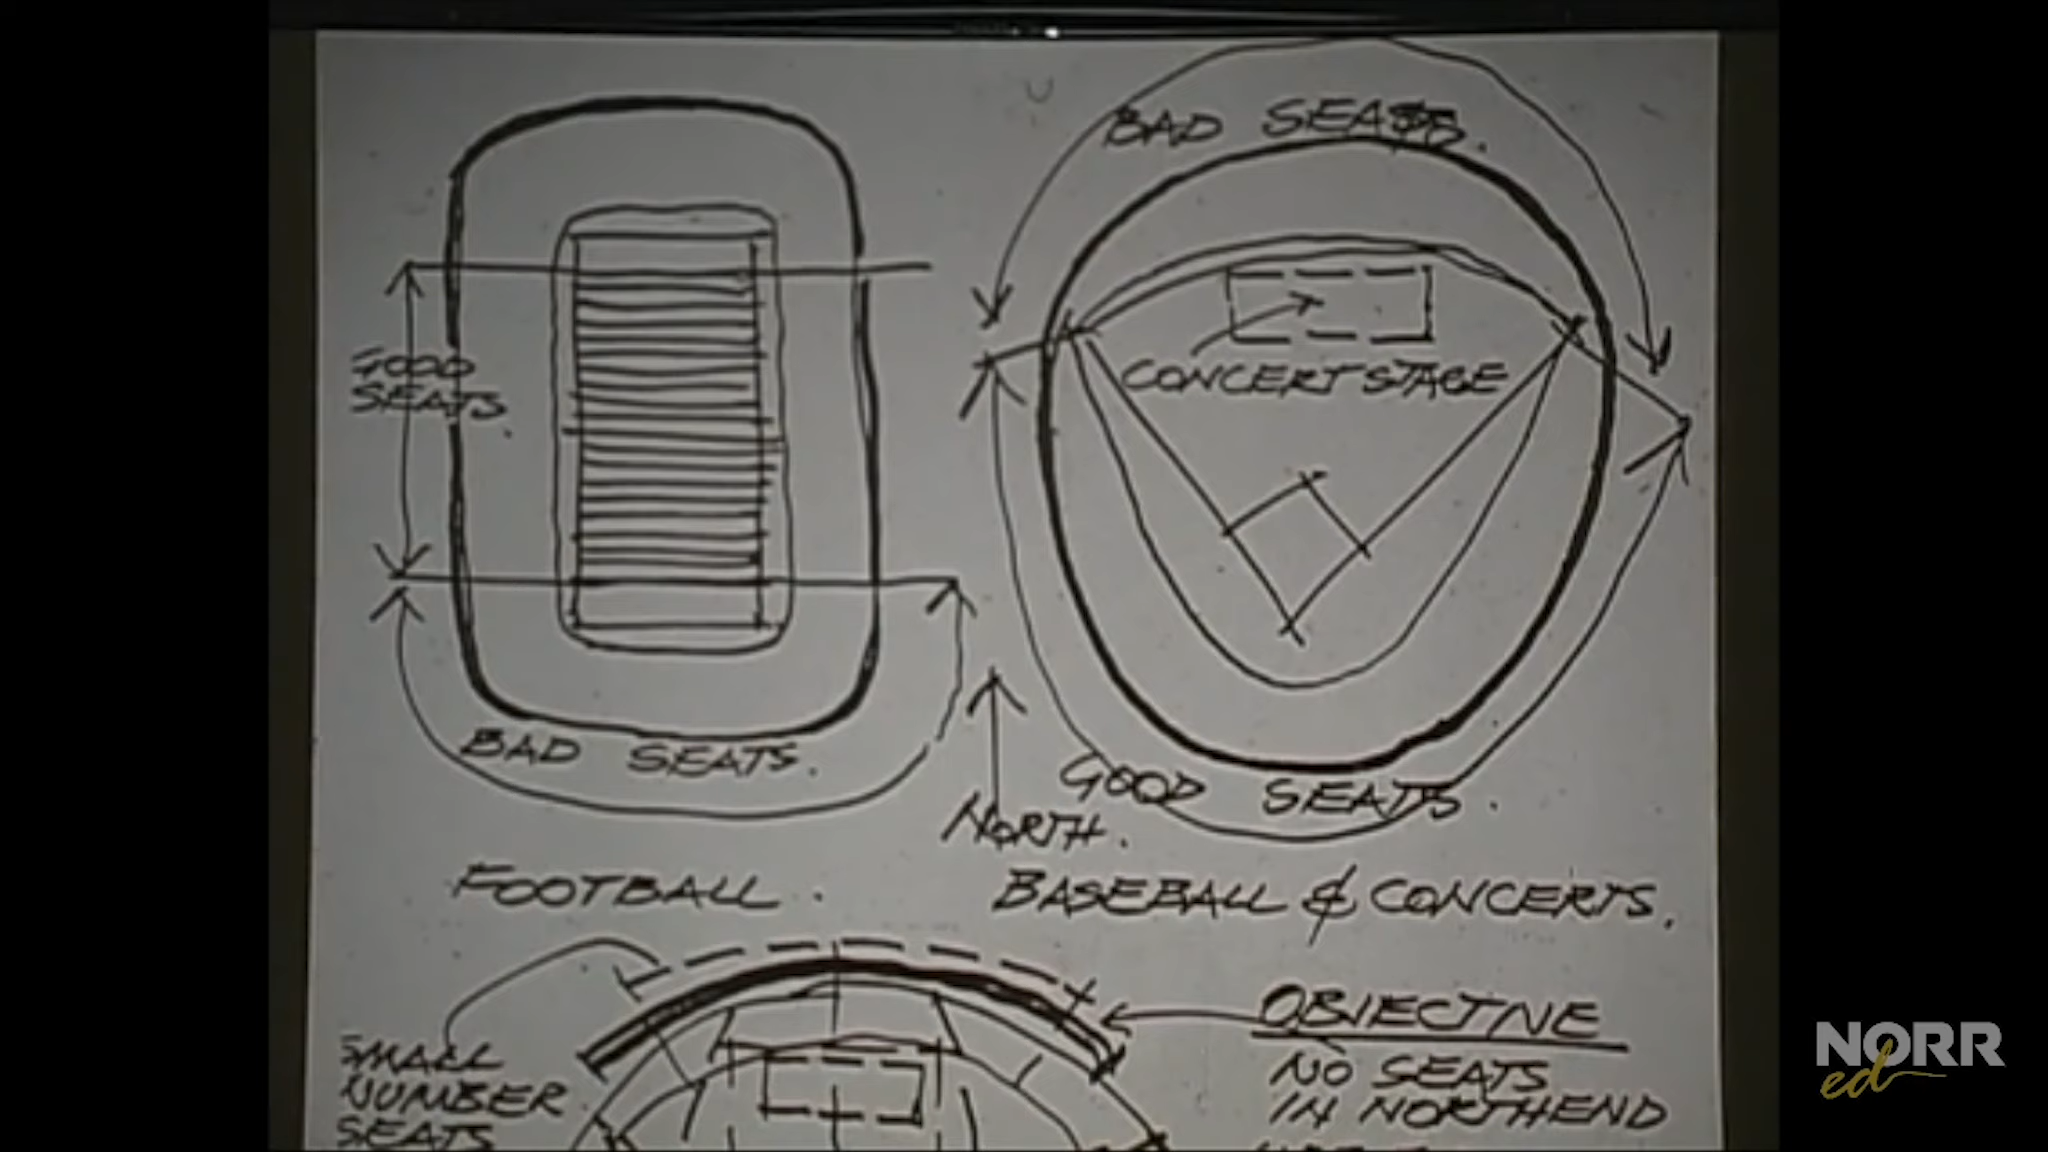 BAD SEATS.
GOOD
SEATS.
CONCERT STAGE
BAD SEATS.
GOOD SEATS.
NORTH.
FOOTBALL.
BASEBALL & CONCERTS.
OBJECTIVE
SMALL
NUMBER
SEATS
NO SEATS
IN NORTHEND
NORR
ed